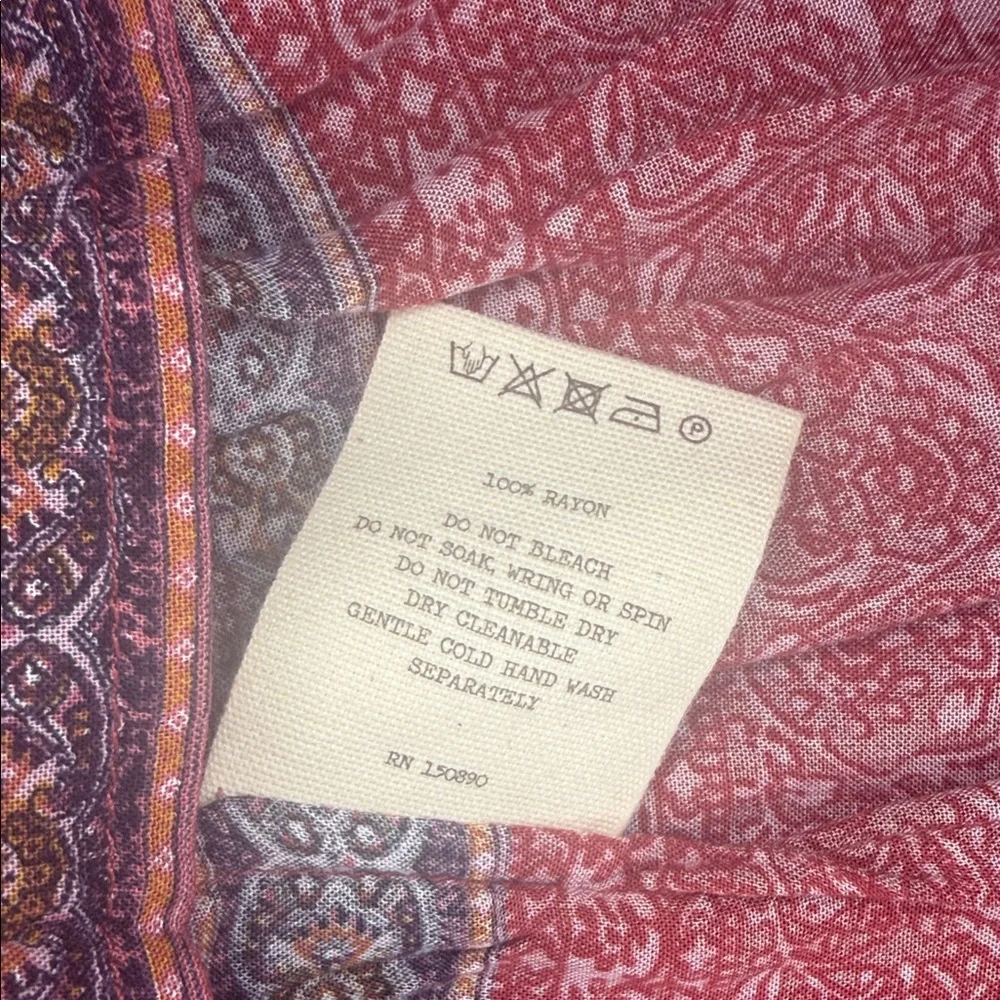 P
100% RAYON
DO NOT BLEACH
DO NOT SOAK, WRING OR SPIN
DO NOT TUMBLE DRY
DRY CLEANABLE
GENTLE COLD HAND WASH
SEPARATELY
RN 150890